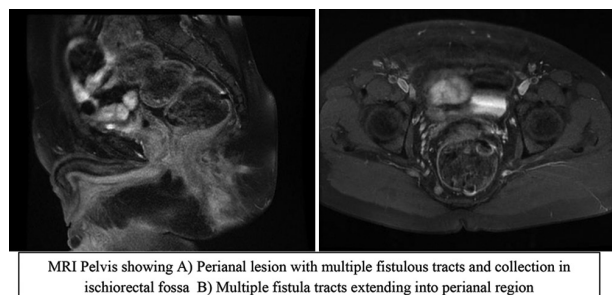 MRI Pelvis showing A) Perianal lesion with multiple fistulous tracts and collection in
ischiorectal fossa B) Multiple fistula tracts extending into perianal region